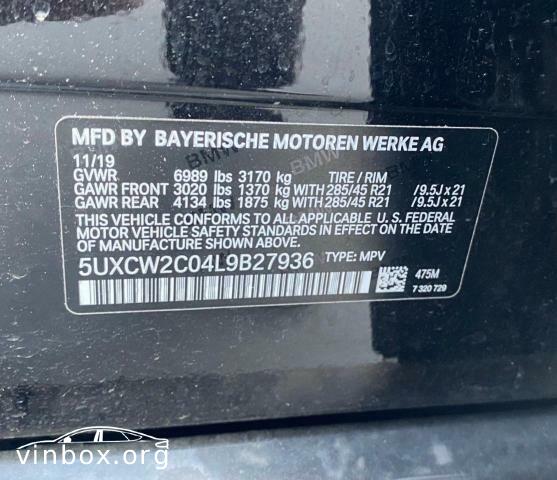 MFD BY BAYERISCHE MOTOREN WERKE AG
11/19
GVWR 6989 lbs 3170 kg TIRE / RIM
GAWR FRONT 3020 lbs 1370 kg WITH 285/45 R21 /9.5J x 21
GAWR REAR 4134 lbs 1875 kg WITH 285/45 R21 /9.5J x 21
THIS VEHICLE CONFORMS TO ALL APPLICABLE U. S. FEDERAL
MOTOR VEHICLE SAFETY STANDARDS IN EFFECT ON THE DATE
OF MANUFACTURE SHOWN ABOVE.
5UXCW2C04L9B27936 TYPE: MPV
475M
7 320 729
BMW BMW
vinbox.org